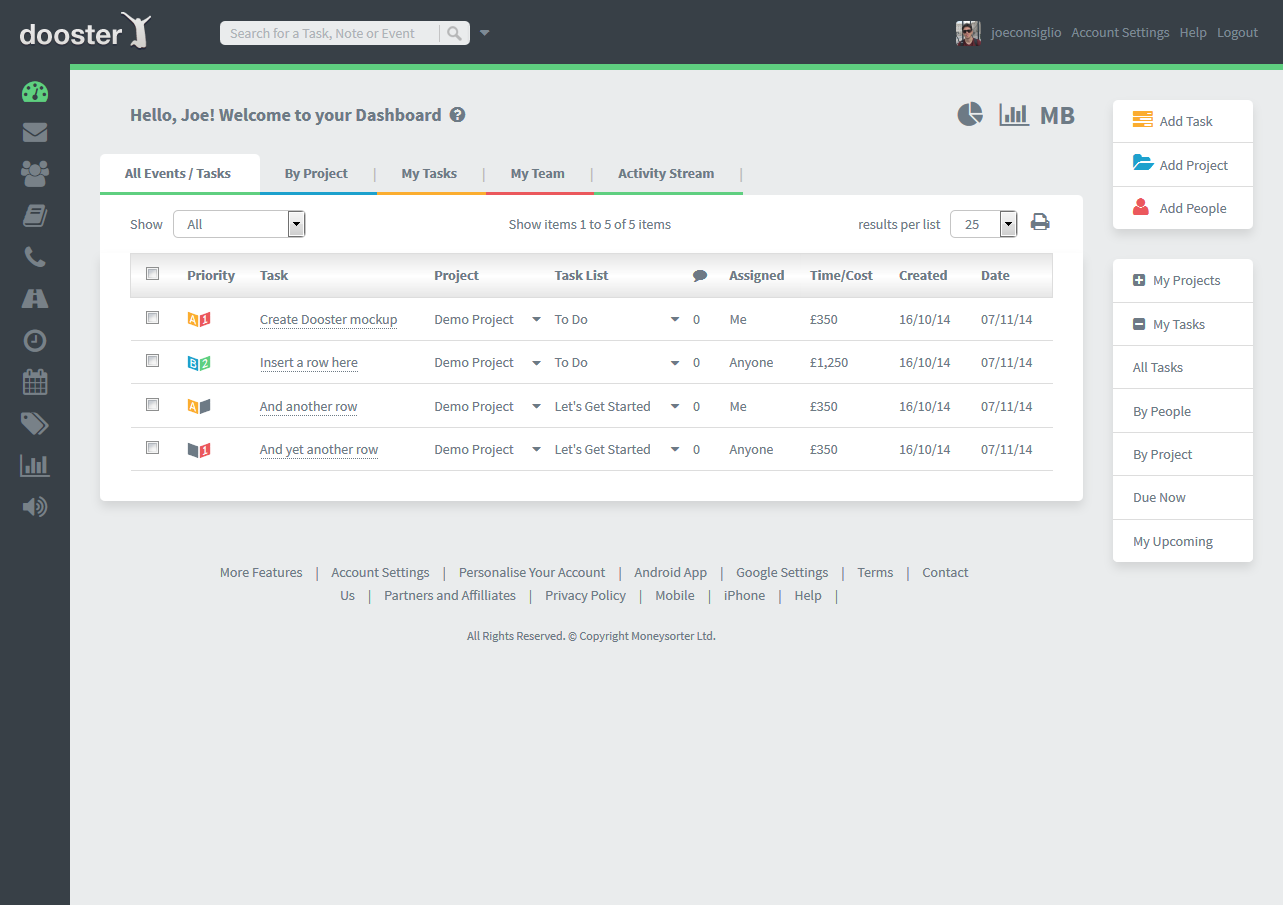 dooster
Search for a Task, Note or Event
joeconsiglio Account Settings Help Logout
Hello, Joe! Welcome to your Dashboard ?
MB
Add Task
Add Project
Add People
All Events / Tasks | By Project | My Tasks | My Team | Activity Stream |
Show All Show items 1 to 5 of 5 items results per list 25
Priority Task Project Task List Assigned Time/Cost Created Date
A 1 Create Dooster mockup Demo Project To Do 0 Me £350 16/10/14 07/11/14
B 2 Insert a row here Demo Project To Do 0 Anyone £1,250 16/10/14 07/11/14
A And another row Demo Project Let's Get Started 0 Me £350 16/10/14 07/11/14
1 And yet another row Demo Project Let's Get Started 0 Anyone £350 16/10/14 07/11/14
My Projects
My Tasks
All Tasks
By People
By Project
Due Now
My Upcoming
More Features | Account Settings | Personalise Your Account | Android App | Google Settings | Terms | Contact
Us | Partners and Affilliates | Privacy Policy | Mobile | iPhone | Help |
All Rights Reserved. © Copyright Moneysorter Ltd.